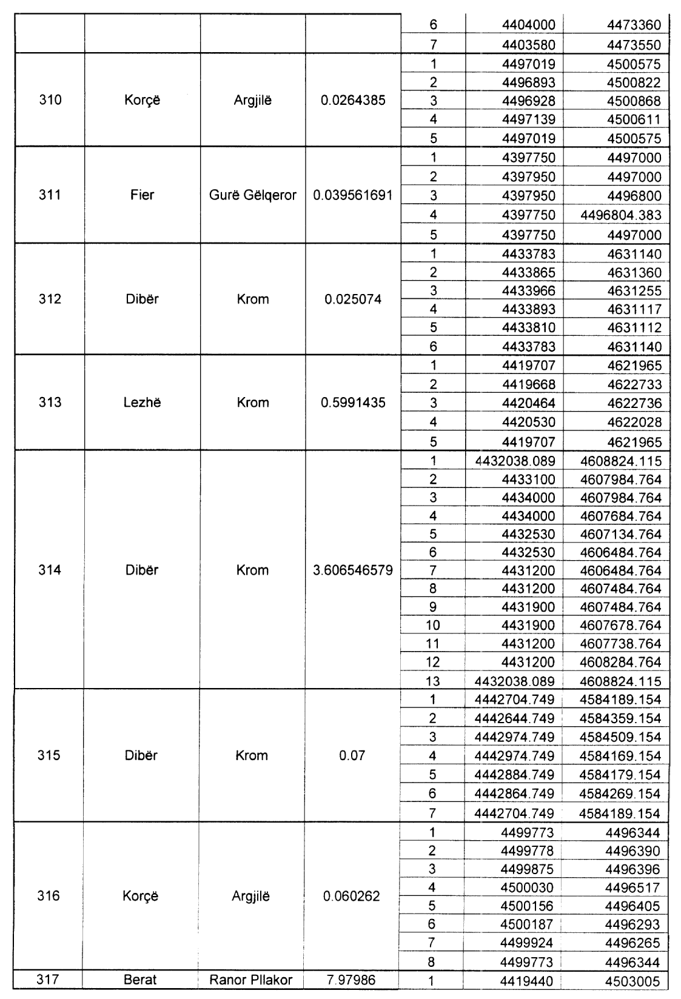 6 4404000 4473360
7 4403580 4473550
1 4497019 4500575
2 4496893 4500822
310 Korçë Argjilë 0.0264385 3 4496928 4500868
4 4497139 4500611
5 4497019 4500575
1 4397750 4497000
2 4397950 4497000
311 Fier Gurë Gëlqeror 0.039561691 3 4397950 4496800
4 4397750 4496804.383
5 4397750 4497000
1 4433783 4631140
2 4433865 4631360
3 4433966 4631255
312 Dibër Krom 0.025074
4 4433893 4631117
5 4433810 4631112
6 4433783 4631140
1 4419707 4621965
2 4419668 4622733
313 Lezhë Krom 0.5991435 3 4420464 4622736
4 4420530 4622028
5 4419707 4621965
1 4432038.089 4608824.115
2 4433100 4607984.764
3 4434000 4607984.764
4 4434000 4607684.764
5 4432530 4607134.764
6 4432530 4606484.764
314 Dibër Krom 3.606546579 7 4431200 4606484.764
8 4431200 4607484.764
9 4431900 4607484.764
10 4431900 4607678.764
11 4431200 4607738.764
12 4431200 4608284.764
13 4432038.089 4608824.115
1 4442704.749 4584189.154
2 4442644.749 4584359.154
3 4442974.749 4584509.154
315 Dibër Krom 0.07 4 4442974.749 4584169.154
5 4442884.749 4584179.154
6 4442864.749 4584269.154
7 4442704.749 4584189.154
1 4499773 4496344
2 4499778 4496390
3 4499875 4496396
4 4500030 4496517
316 Korçë Argjilë 0.060262
5 4500156 4496405
6 4500187 4496293
7 4499924 4496265
8 4499773 4496344
317 Berat Ranor Pllakor 7.97986 1 4419440 4503005